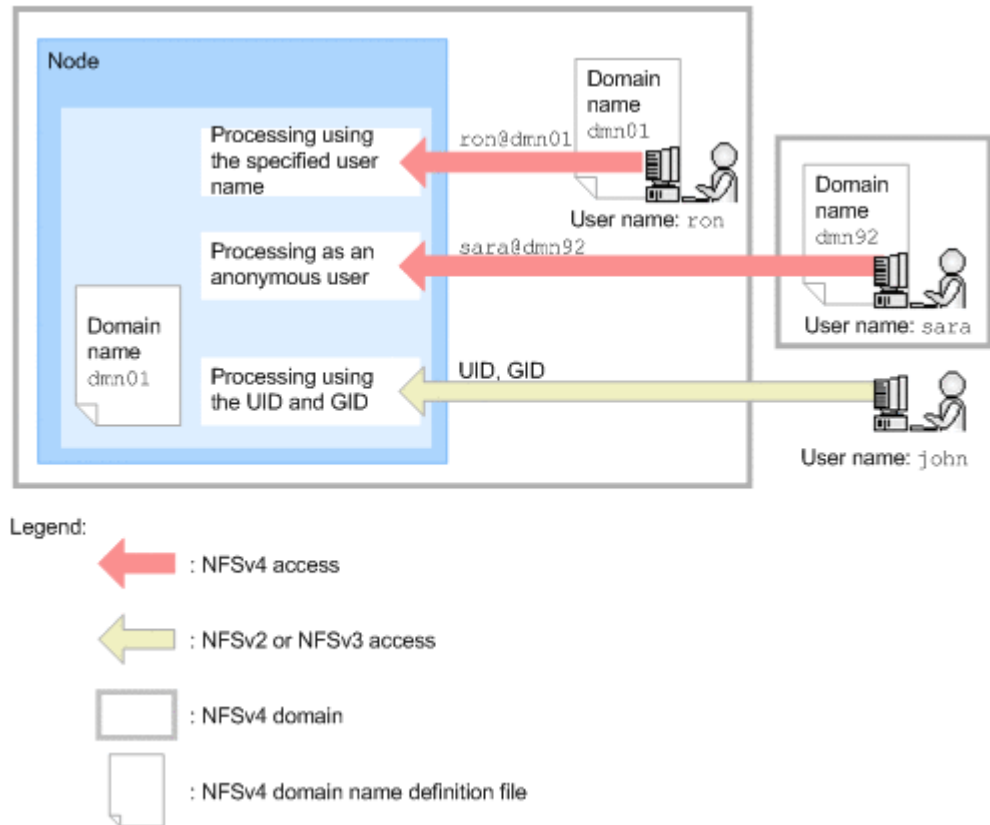 Node
Domain
name
dmn01
Processing using
the specified user
name
ron@dmn01
User name: ron
Domain
name
dmn92
Processing as an
anonymous user
sara@dmn92
User name: sara
Domain
name
dmn01
Processing using
the UID and GID
UID, GID
User name: john
Legend:
: NFSv4 access
: NFSv2 or NFSv3 access
: NFSv4 domain
: NFSv4 domain name definition file